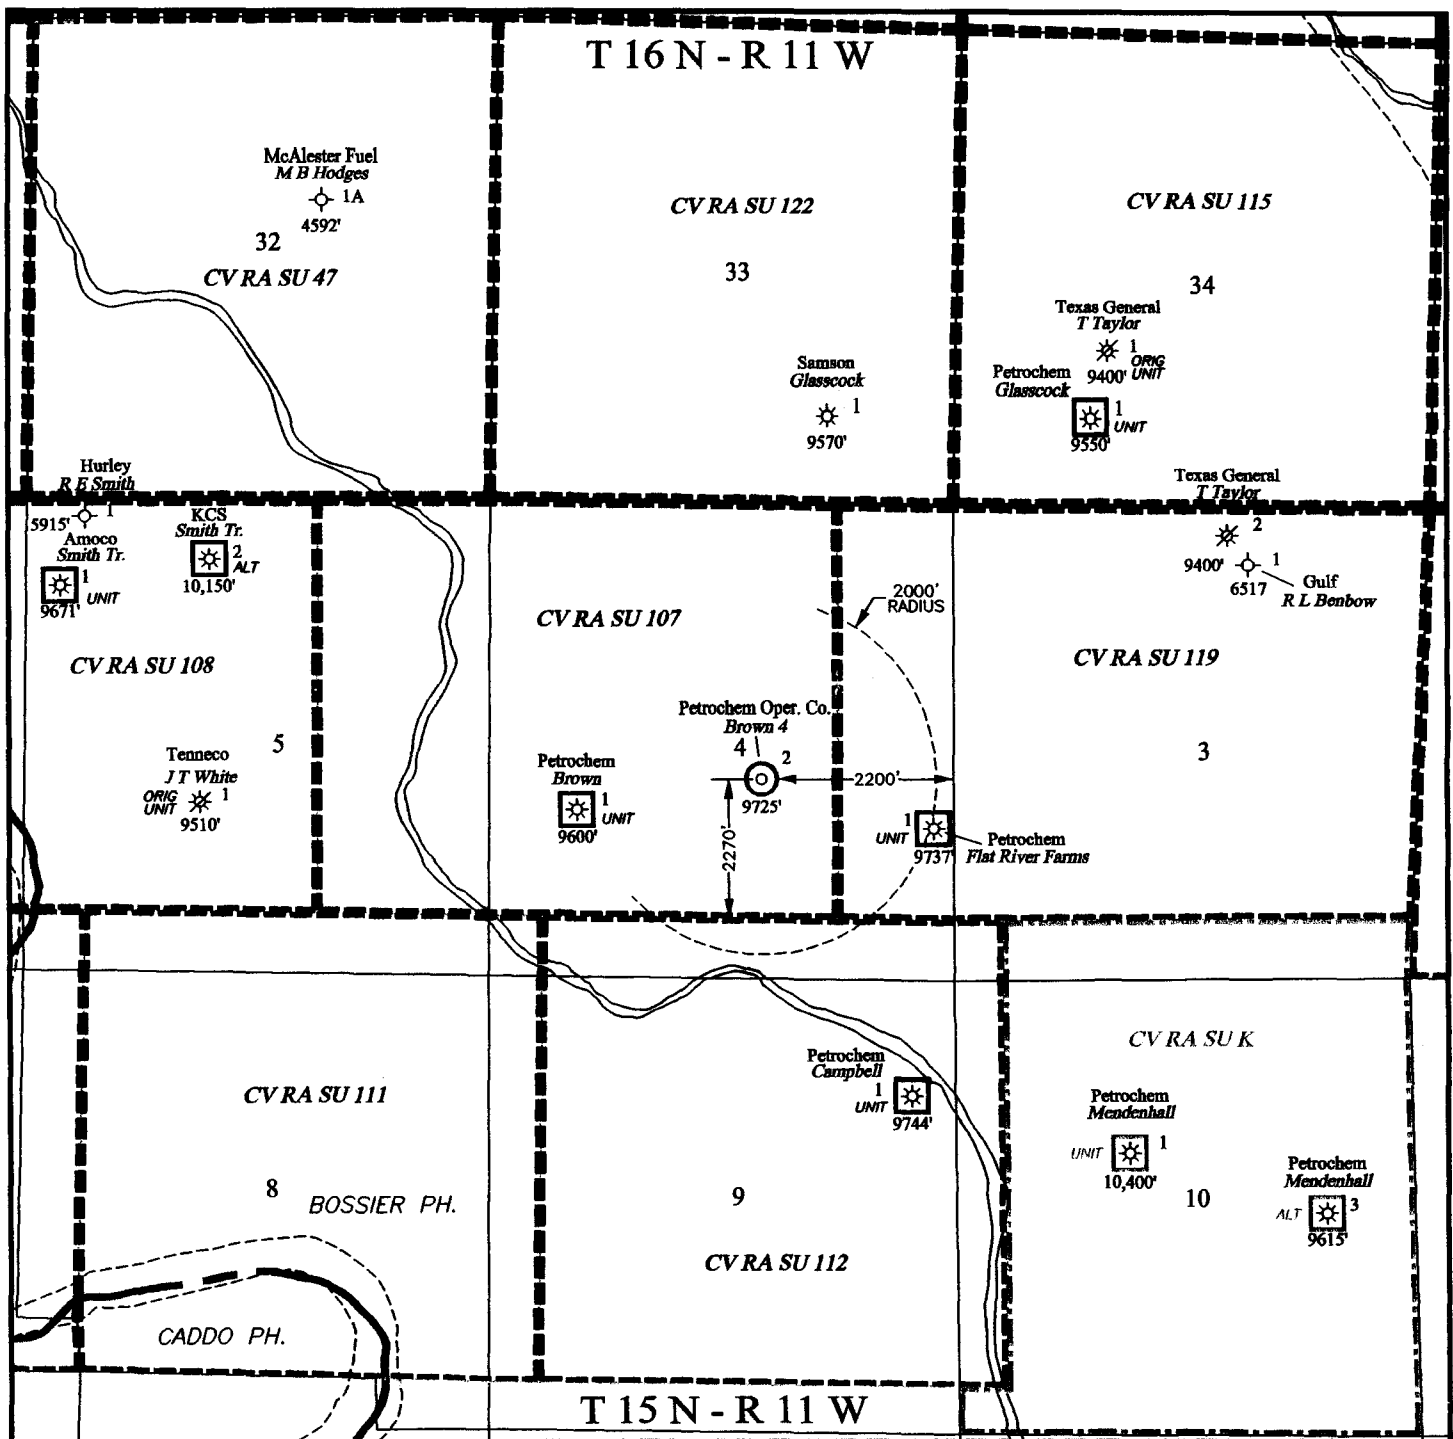 T 16 N - R 11 W
McAlester Fuel
M B Hodges
1A
4592'
32
CV RA SU 47
CV RA SU 122
33
Samson
Glasscock
1
9570'
CV RA SU 115
34
Texas General
T Taylor
1
ORIG
9400' UNIT
Petrochem
Glasscock
1
UNIT
9550'
Hurley
R E Smith
1
5915'
Amoco
Smith Tr.
1
UNIT
9671'
KCS
Smith Tr.
2
ALT
10,150'
CV RA SU 108
5
Tenneco
J T White
ORIG
UNIT
1
9510'
CV RA SU 107
Petrochem
Brown
1
UNIT
9600'
Petrochem Oper. Co.
Brown 4
4
2
9725'
2200'
2270'
2000'
RADIUS
Texas General
T Taylor
2
9400'
1
6517
Gulf
R L Benbow
CV RA SU 119
3
1
UNIT
9737'
Petrochem
Flat River Farms
CV RA SU 111
8
BOSSIER PH.
CADDO PH.
Petrochem
Campbell
1
UNIT
9744'
9
CV RA SU 112
CV RA SU K
Petrochem
Mendenhall
UNIT
1
10,400'
10
Petrochem
Mendenhall
ALT
3
9615'
T 15 N - R 11 W